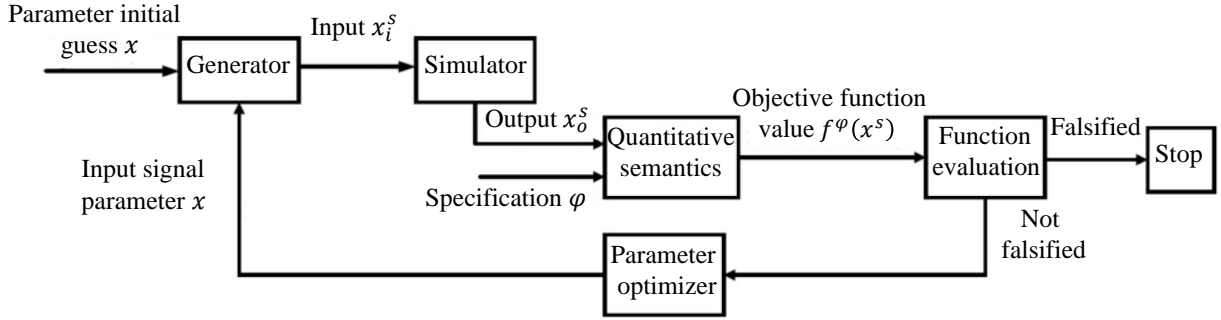 Parameter initial
guess x
Generator
Input x_i^s
Simulator
Output x_o^s
Specification φ
Quantitative
semantics
Objective function
value f^φ(x^s)
Function
evaluation
Falsified
Stop
Not
falsified
Parameter
optimizer
Input signal
parameter x